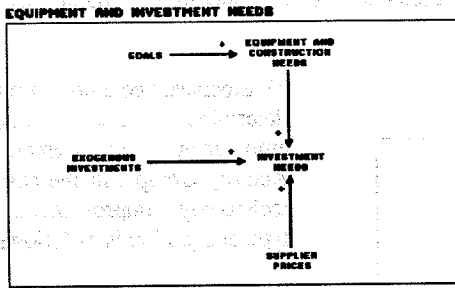 EQUIPMENT AND INVESTMENT NEEDS
GOALS
+
EQUIPMENT AND
CONSTRUCTION
NEEDS
+
EXOGENOUS
INVESTMENTS
+
INVESTMENT
NEEDS
+
SUPPLIER
PRICES